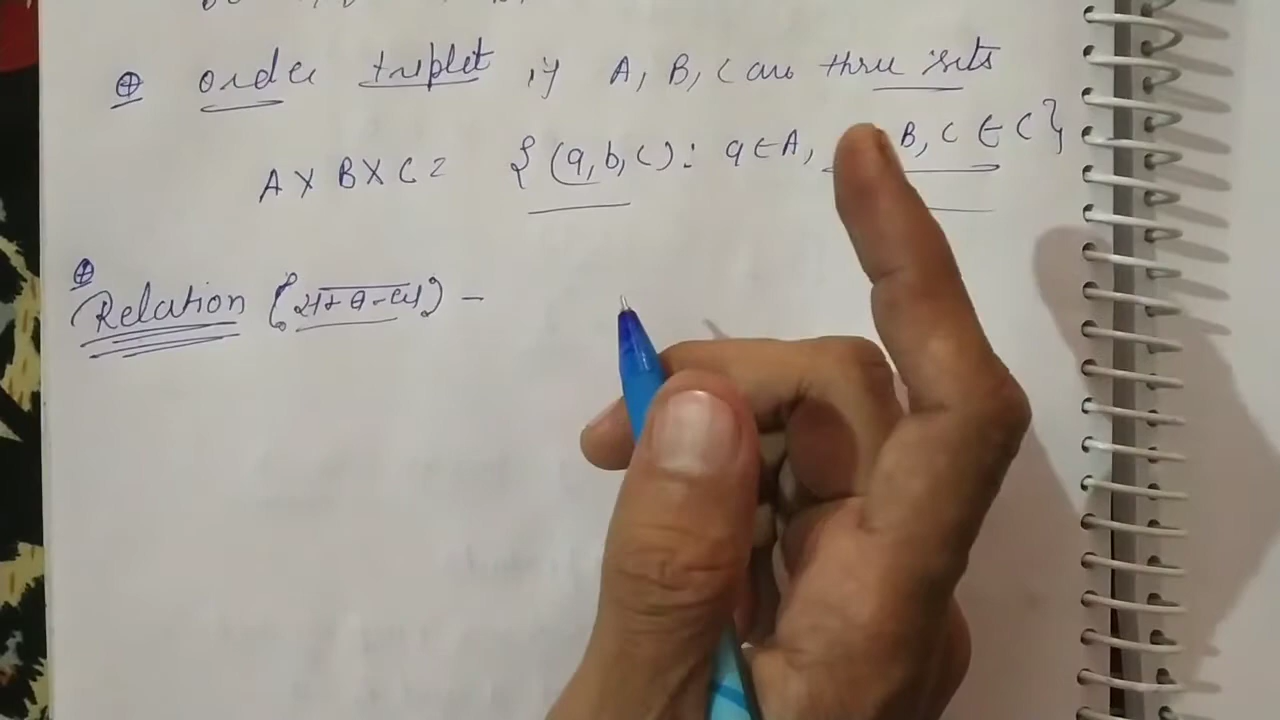 ⊕ order triplet if A, B, C are three sets
A X B X C = { (a, b, c) : a ∈ A, B, C ∈ C }
⊕
Relation (सम्बन्ध) -